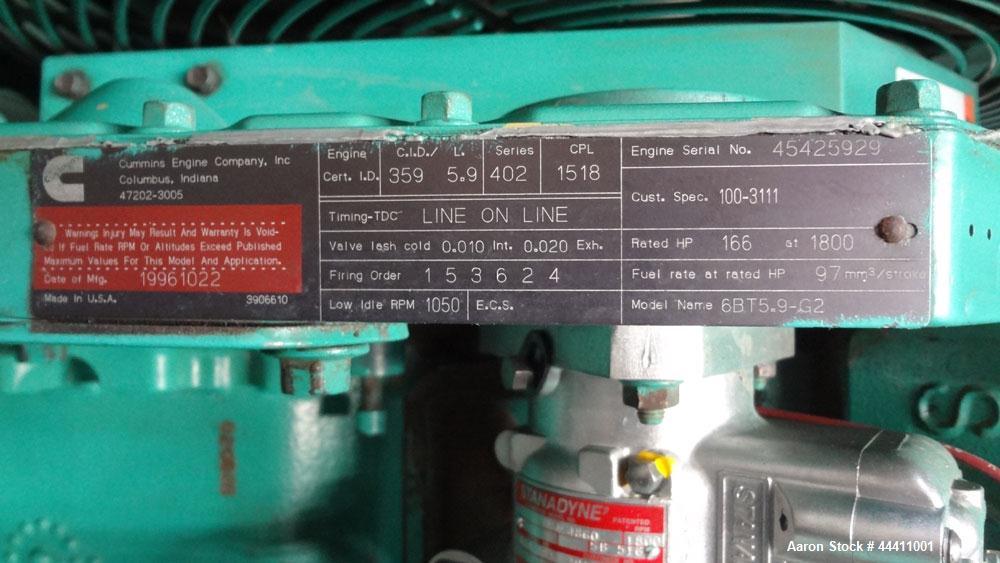 Cummins Engine Company, Inc
Columbus, Indiana
47202-3005
Warning: Injury May Result And Warranty Is Void-
ed If Fuel Rate RPM Or Altitudes Exceed Published
Maximum Values For This Model And Application.
Date of Mfg. 19961022
Made In U.S.A. 3906610
Engine Cert. I.D.
C.I.D./ L. 359 5.9
Series 402
CPL 1518
Timing-TDC LINE ON LINE
Valve lash cold 0.010 Int. 0.020 Exh.
Firing Order 1 5 3 6 2 4
Low Idle RPM 1050 E.C.S.
Engine Serial No. 45425929
Cust. Spec. 100-3111
Rated HP 166 at 1800
Fuel rate at rated HP 97 mm³/stroke
Model Name 6BT5.9-G2
STANADYNE
PATENTED
RPM
1800
Aaron Stock # 44411001